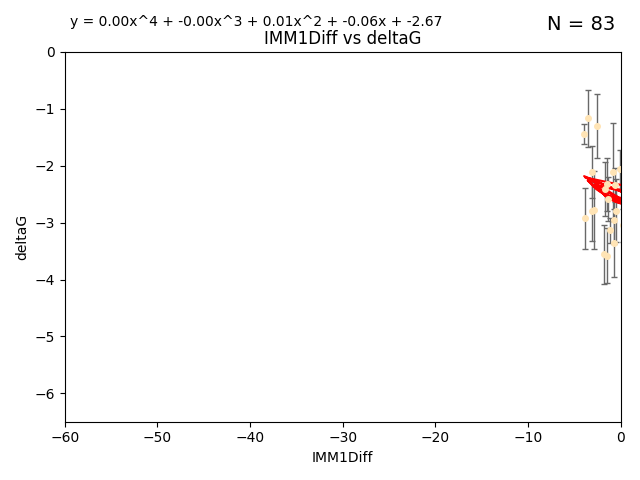 y = 0.00x^4 + -0.00x^3 + 0.01x^2 + -0.06x + -2.67
N = 83
IMM1Diff vs deltaG
0
−1
−2
−3
−4
−5
−6
deltaG
−60
−50
−40
−30
−20
−10
0
IMM1Diff